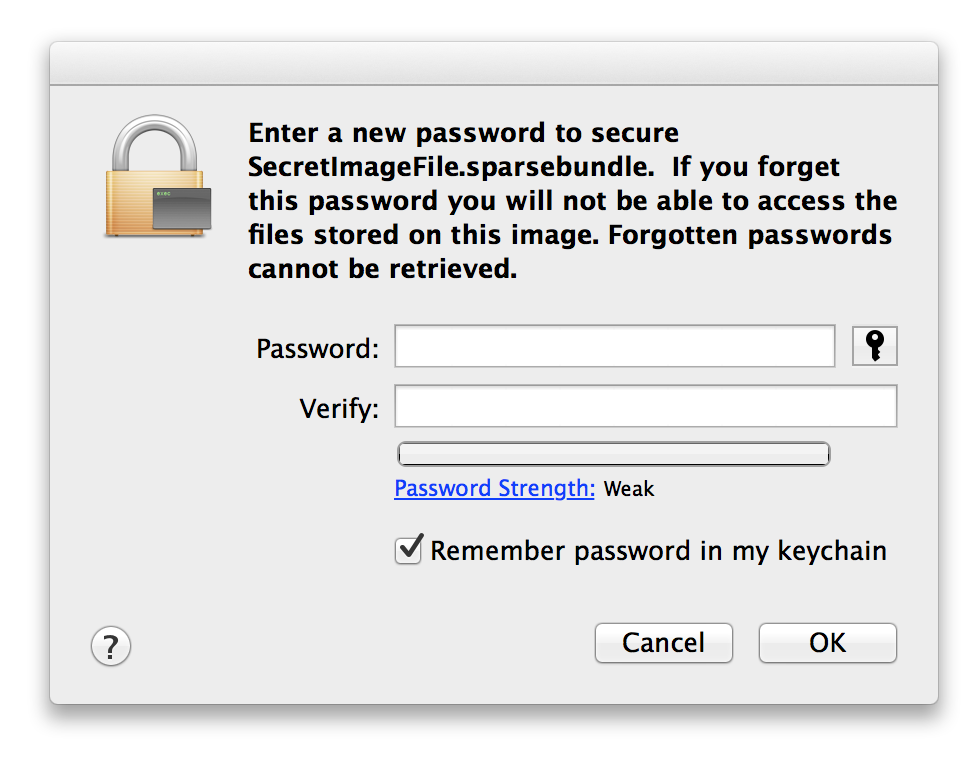 Enter a new password to secure
SecretImageFile.sparsebundle.  If you forget
this password you will not be able to access the
files stored on this image. Forgotten passwords
cannot be retrieved.
Password:
Verify:
Password Strength: Weak
Remember password in my keychain
?
Cancel
OK